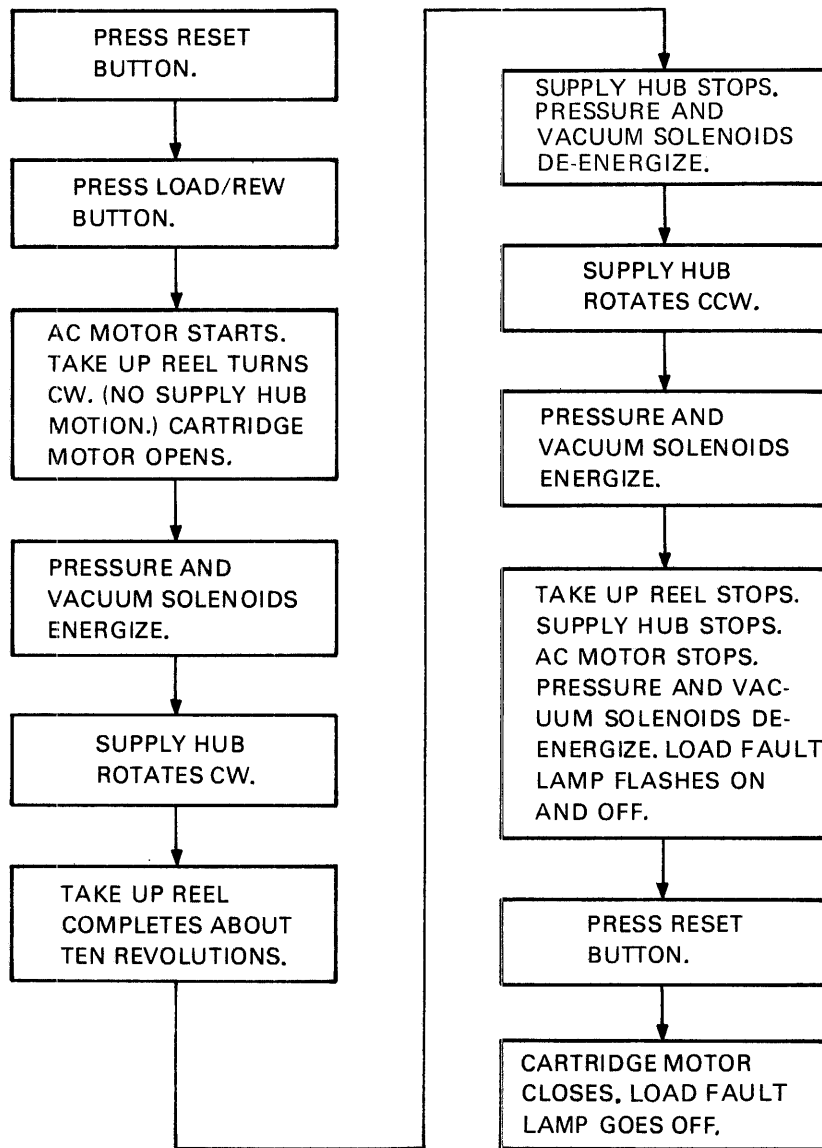 PRESS RESET
BUTTON.
PRESS LOAD/REW
BUTTON.
AC MOTOR STARTS.
TAKE UP REEL TURNS
CW. (NO SUPPLY HUB
MOTION.) CARTRIDGE
MOTOR OPENS.
PRESSURE AND
VACUUM SOLENOIDS
ENERGIZE.
SUPPLY HUB
ROTATES CW.
TAKE UP REEL
COMPLETES ABOUT
TEN REVOLUTIONS.
SUPPLY HUB STOPS.
PRESSURE AND
VACUUM SOLENOIDS
DE-ENERGIZE.
SUPPLY HUB
ROTATES CCW.
PRESSURE AND
VACUUM SOLENOIDS
ENERGIZE.
TAKE UP REEL STOPS.
SUPPLY HUB STOPS.
AC MOTOR STOPS.
PRESSURE AND VAC-
UUM SOLENOIDS DE-
ENERGIZE. LOAD FAULT
LAMP FLASHES ON
AND OFF.
PRESS RESET
BUTTON.
CARTRIDGE MOTOR
CLOSES. LOAD FAULT
LAMP GOES OFF.